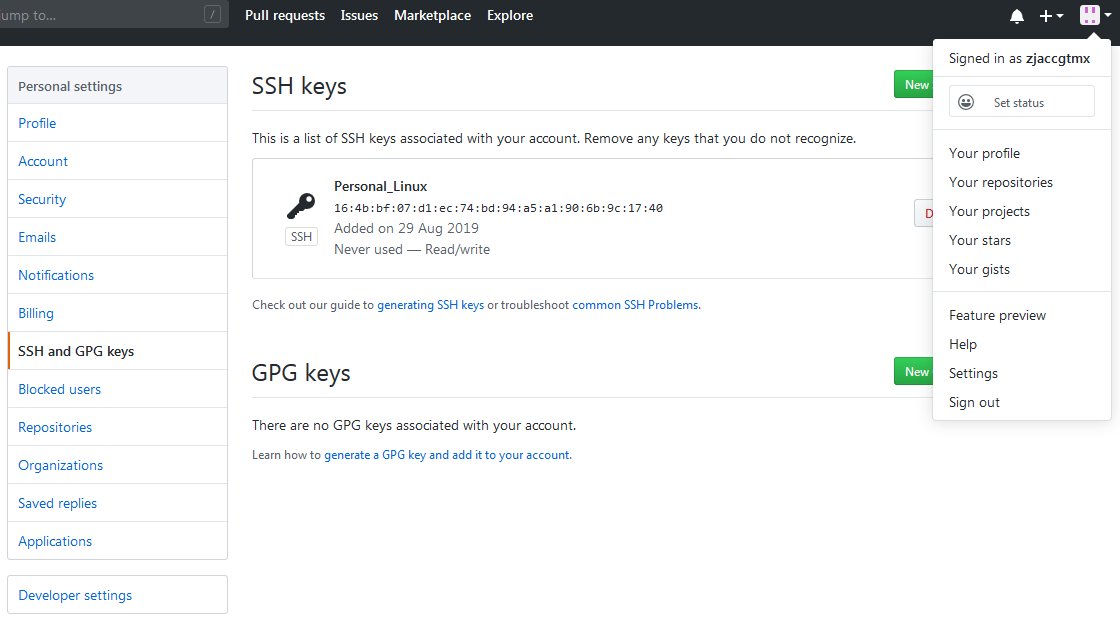 ump to... /
Pull requests Issues Marketplace Explore
Signed in as zjaccgtmx
Set status
Your profile
Your repositories
Your projects
Your stars
Your gists
Feature preview
Help
Settings
Sign out
Personal settings
Profile
Account
Security
Emails
Notifications
Billing
SSH and GPG keys
Blocked users
Repositories
Organizations
Saved replies
Applications
Developer settings
SSH keys
New
This is a list of SSH keys associated with your account. Remove any keys that you do not recognize.
SSH
Personal_Linux
16:4b:bf:07:d1:ec:74:bd:94:a5:a1:90:6b:9c:17:40
Added on 29 Aug 2019
Never used — Read/write
D
Check out our guide to generating SSH keys or troubleshoot common SSH Problems.
GPG keys
New
There are no GPG keys associated with your account.
Learn how to generate a GPG key and add it to your account.